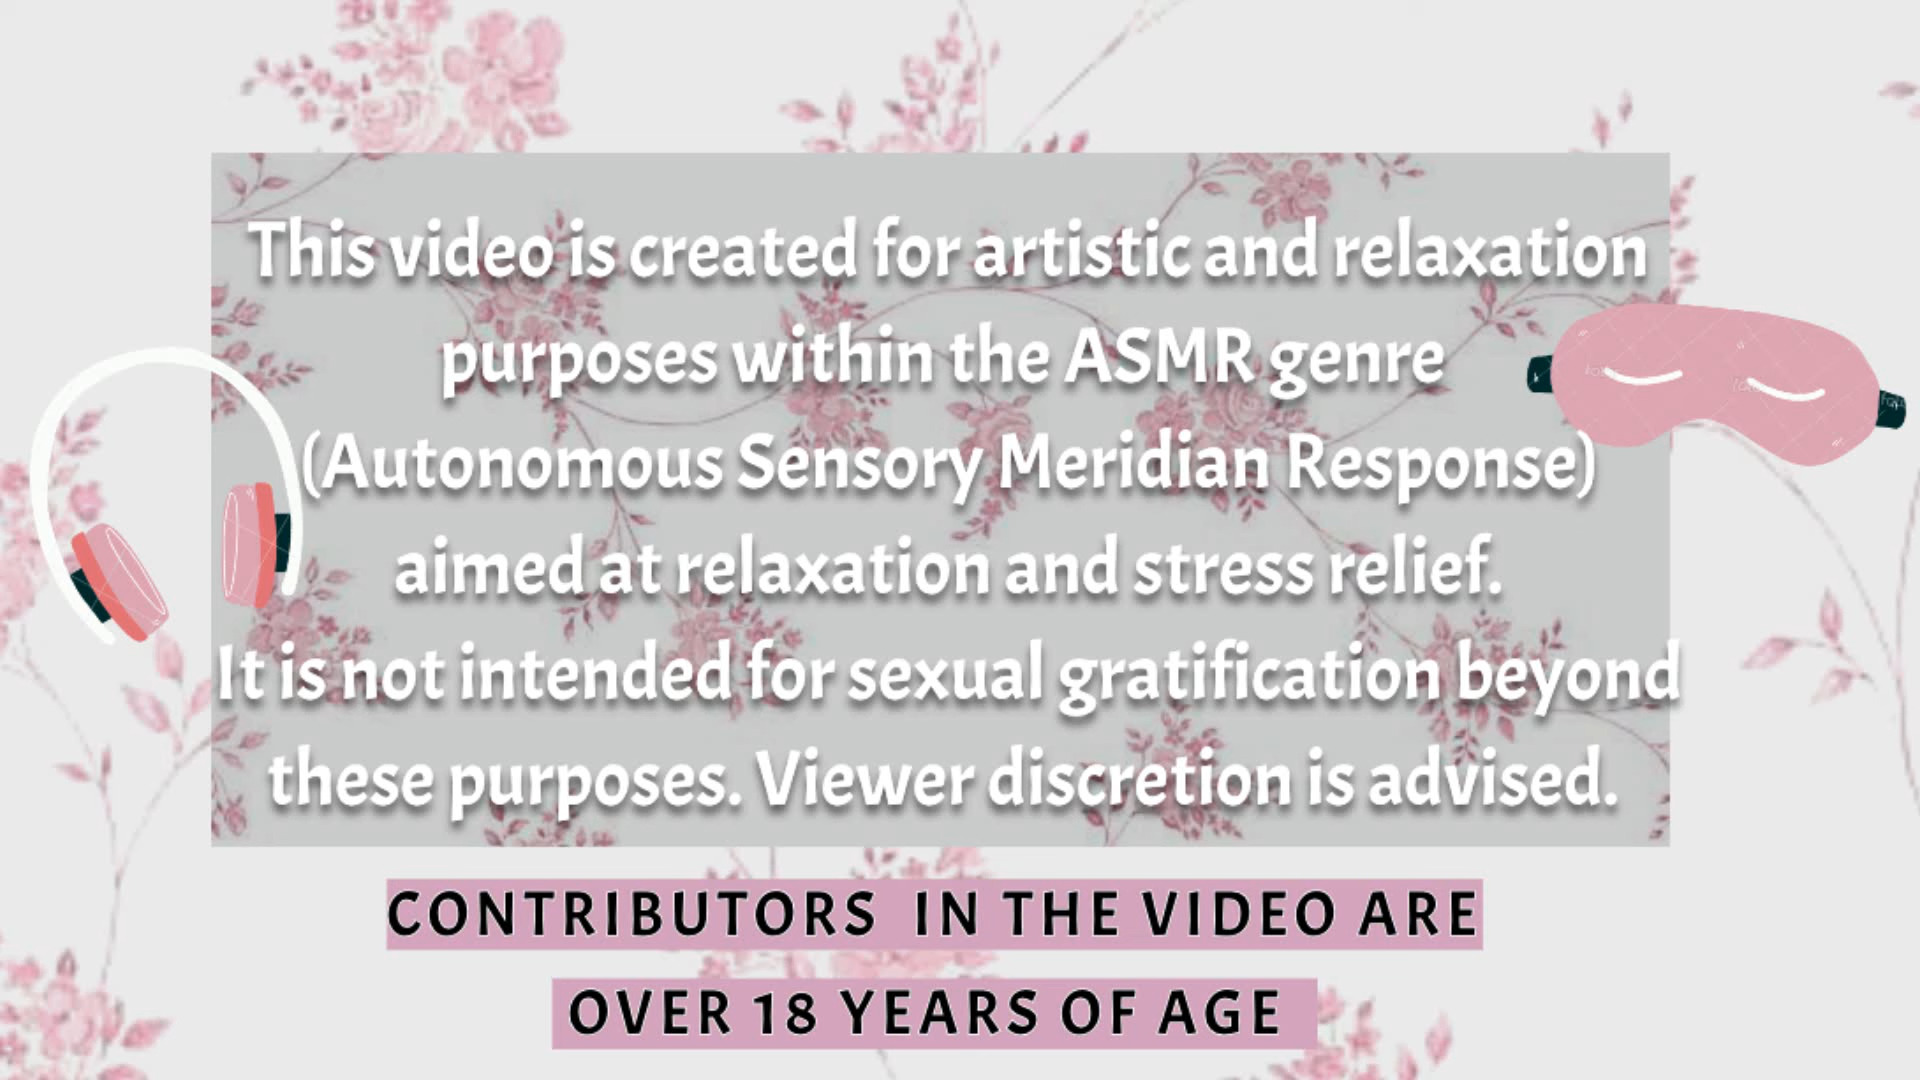 This video is created for artistic and relaxation
purposes within the ASMR genre
(Autonomous Sensory Meridian Response)
aimed at relaxation and stress relief.
It is not intended for sexual gratification beyond
these purposes. Viewer discretion is advised.
CONTRIBUTORS IN THE VIDEO ARE
OVER 18 YEARS OF AGE